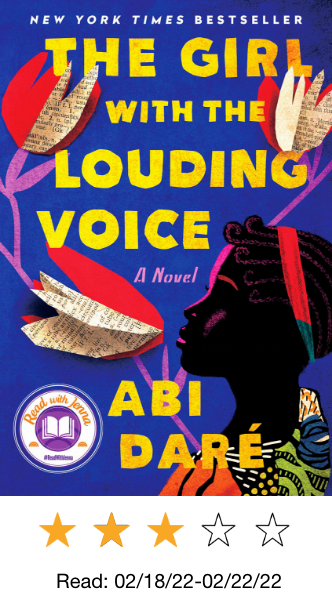 NEW YORK TIMES BESTSELLER
THE GIRL
WITH THE
LOUDING
VOICE
A Novel
ABI
DARÉ
Read with Jenna
#ReadWithJenna
Read: 02/18/22-02/22/22